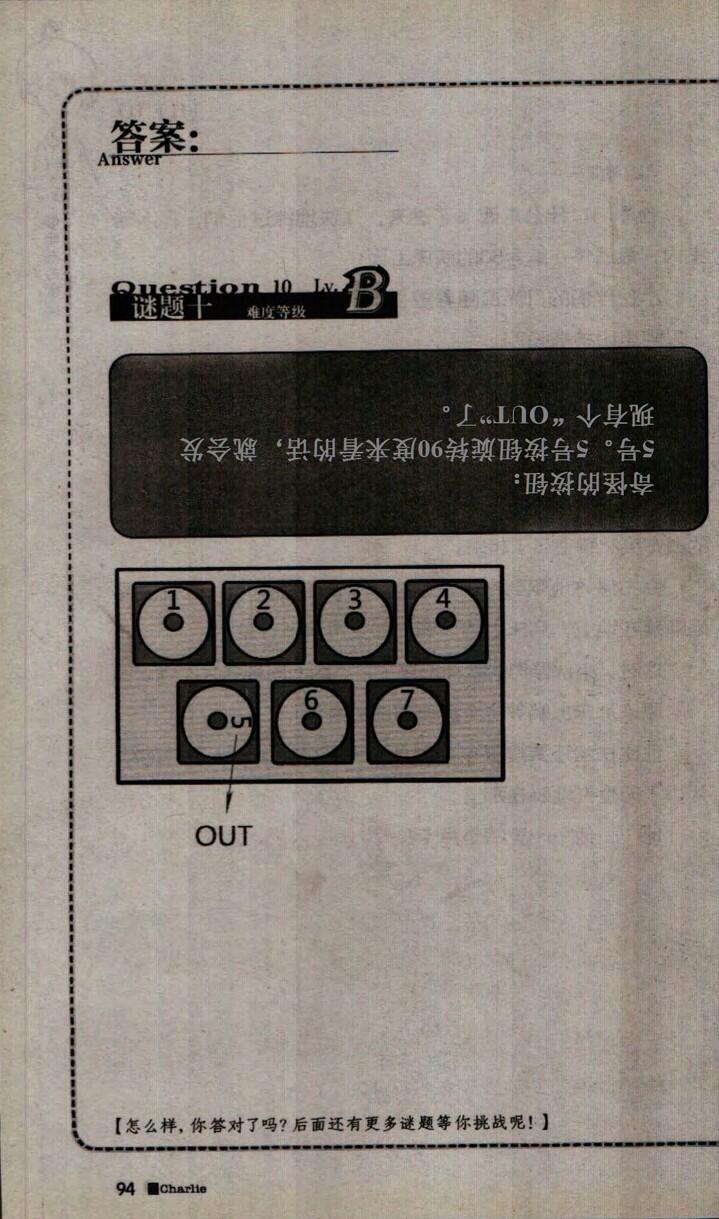 答案:
Answer
Question 10 Lv. B
谜题十 难度等级
奇怪的按钮:
5号。5号按钮旋转90度来看的话，就会发
现有个“OUT”了。
1 2 3 4
5 6 7
OUT
【怎么样,你答对了吗?后面还有更多谜题等你挑战呢!】
94 ■Charlie